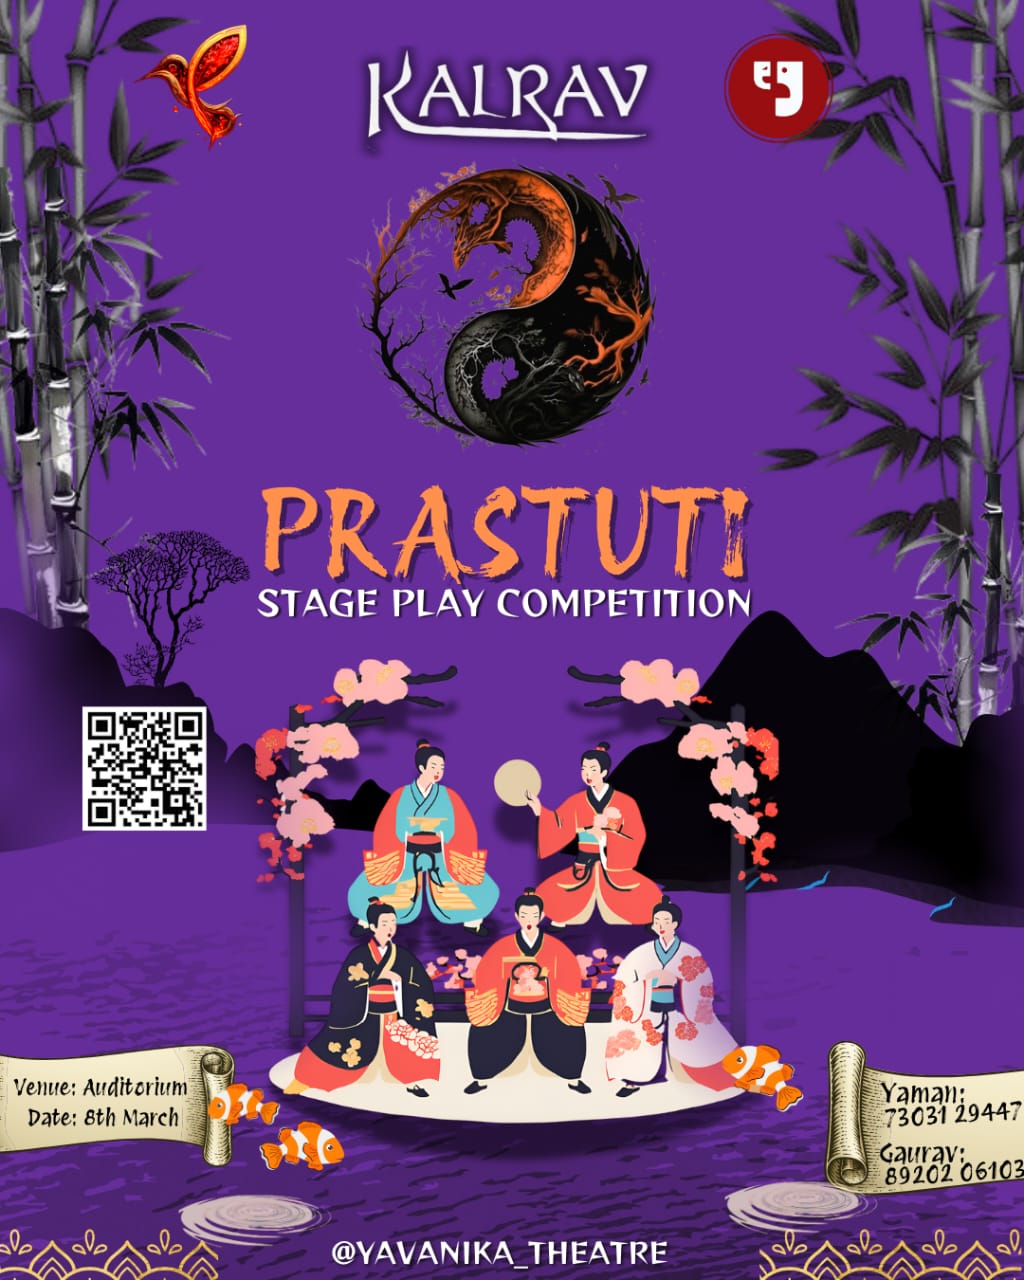 KALRAV
PRASTUTI
STAGE PLAY COMPETITION
Venue: Auditorium
Date: 8th March
Yaman:
73031 29447
Gaurav:
89202 06103
@YAVANIKA_THEATRE